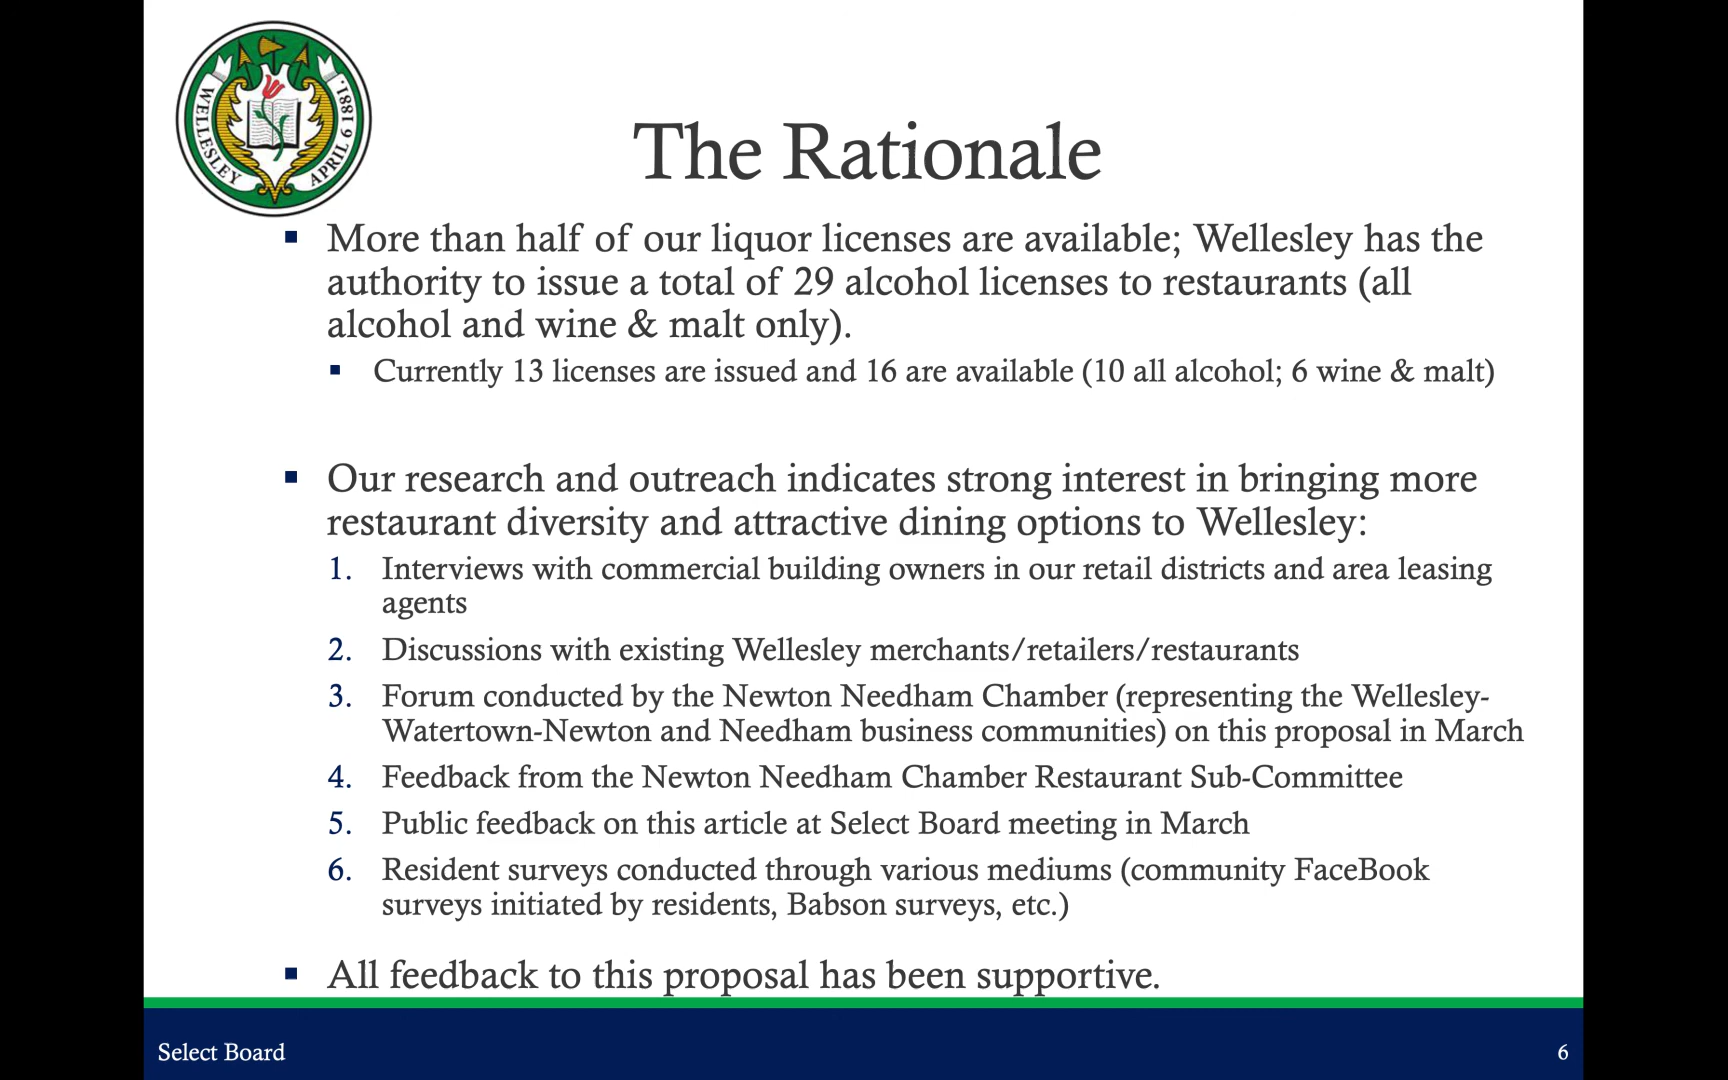 WELLESLEY
APRIL 6 1881.
The Rationale
▪ More than half of our liquor licenses are available; Wellesley has the
authority to issue a total of 29 alcohol licenses to restaurants (all
alcohol and wine & malt only).
▪ Currently 13 licenses are issued and 16 are available (10 all alcohol; 6 wine & malt)
▪ Our research and outreach indicates strong interest in bringing more
restaurant diversity and attractive dining options to Wellesley:
1. Interviews with commercial building owners in our retail districts and area leasing
agents
2. Discussions with existing Wellesley merchants/retailers/restaurants
3. Forum conducted by the Newton Needham Chamber (representing the Wellesley-
Watertown-Newton and Needham business communities) on this proposal in March
4. Feedback from the Newton Needham Chamber Restaurant Sub-Committee
5. Public feedback on this article at Select Board meeting in March
6. Resident surveys conducted through various mediums (community FaceBook
surveys initiated by residents, Babson surveys, etc.)
▪ All feedback to this proposal has been supportive.
Select Board
6